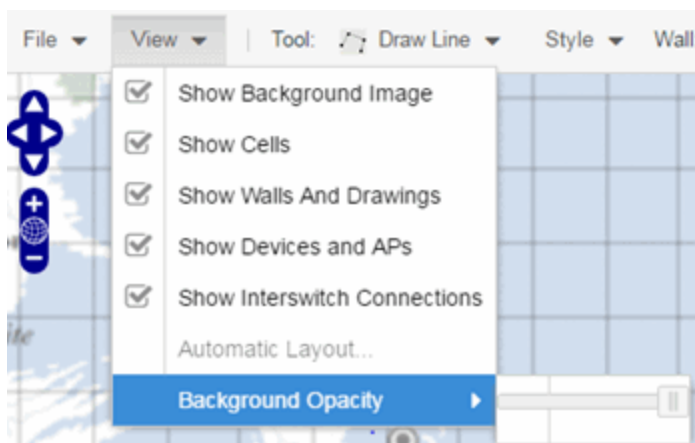 File View Tool: Draw Line Style Wall
Show Background Image
Show Cells
Show Walls And Drawings
Show Devices and APs
Show Interswitch Connections
Automatic Layout...
Background Opacity